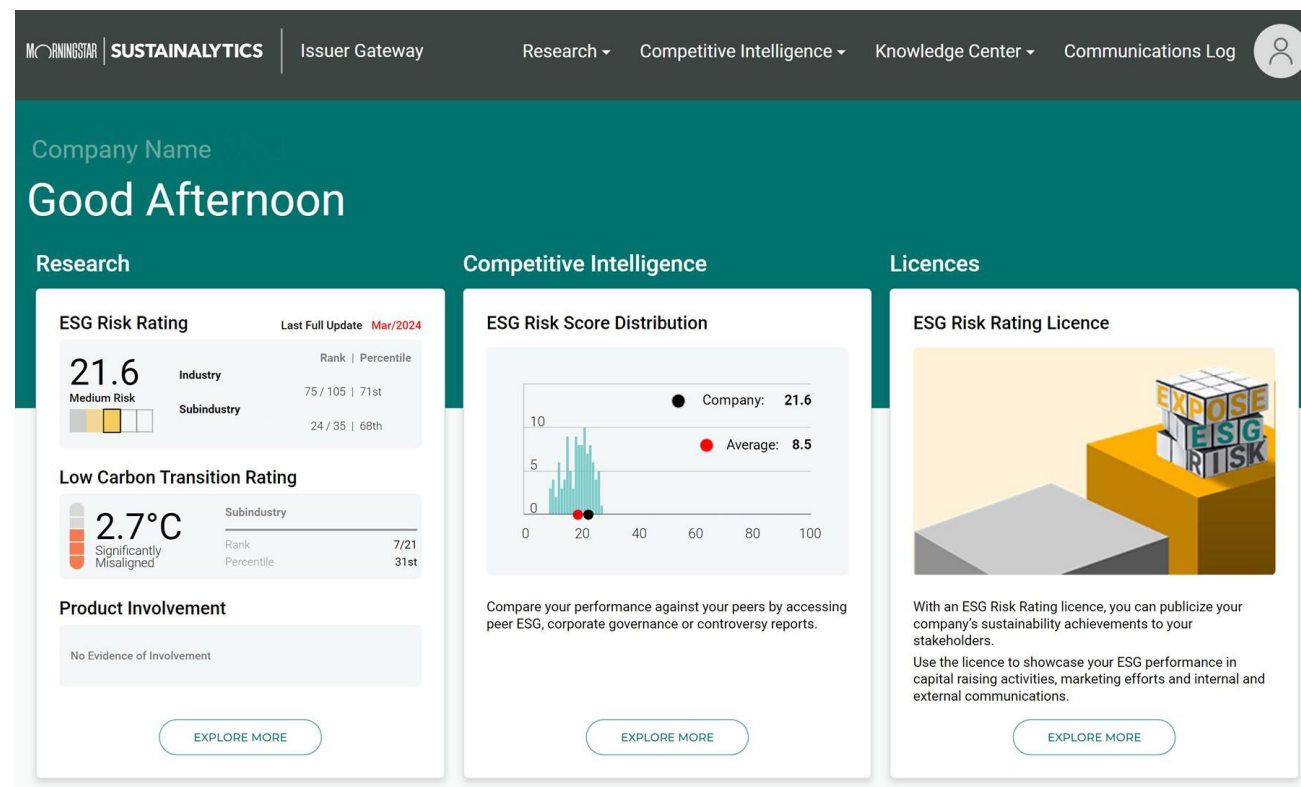 MORNINGSTAR | SUSTAINALYTICS
Issuer Gateway
Research
Competitive Intelligence
Knowledge Center
Communications Log
Company Name
Good Afternoon
Research
ESG Risk Rating
Last Full Update Mar/2024
21.6
Medium Risk
Rank | Percentile
Industry
75 / 105 | 71st
Subindustry
24 / 35 | 68th
Low Carbon Transition Rating
2.7°C
Significantly
Misaligned
Subindustry
Rank 7/21
Percentile 31st
Product Involvement
No Evidence of Involvement
EXPLORE MORE
Competitive Intelligence
ESG Risk Score Distribution
Company: 21.6
Average: 8.5
10
5
0
0 20 40 60 80 100
Compare your performance against your peers by accessing
peer ESG, corporate governance or controversy reports.
EXPLORE MORE
Licences
ESG Risk Rating Licence
EXPOSE
ESG
RISK
With an ESG Risk Rating licence, you can publicize your
company's sustainability achievements to your
stakeholders.
Use the licence to showcase your ESG performance in
capital raising activities, marketing efforts and internal and
external communications.
EXPLORE MORE